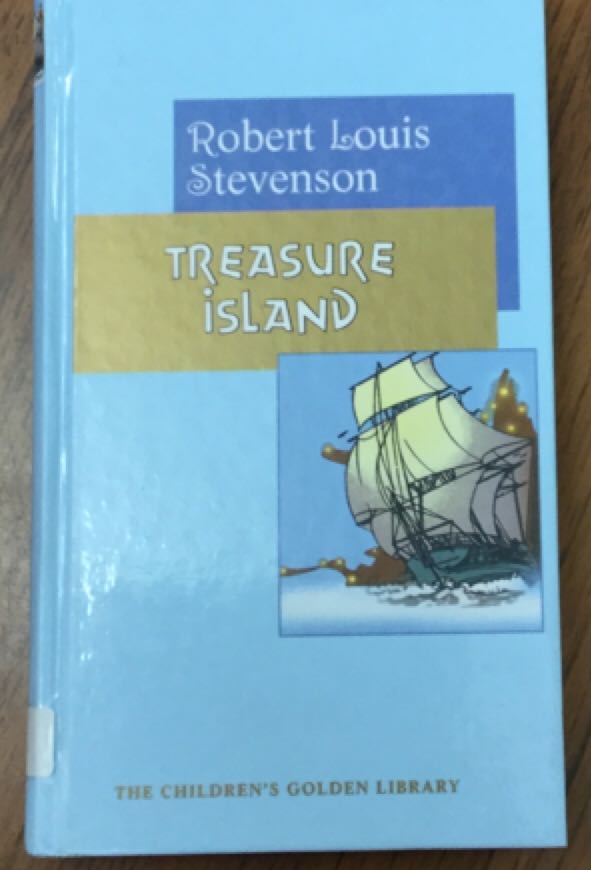 Robert Louis
Stevenson
TREASURE
iSLAND
THE CHILDREN'S GOLDEN LIBRARY